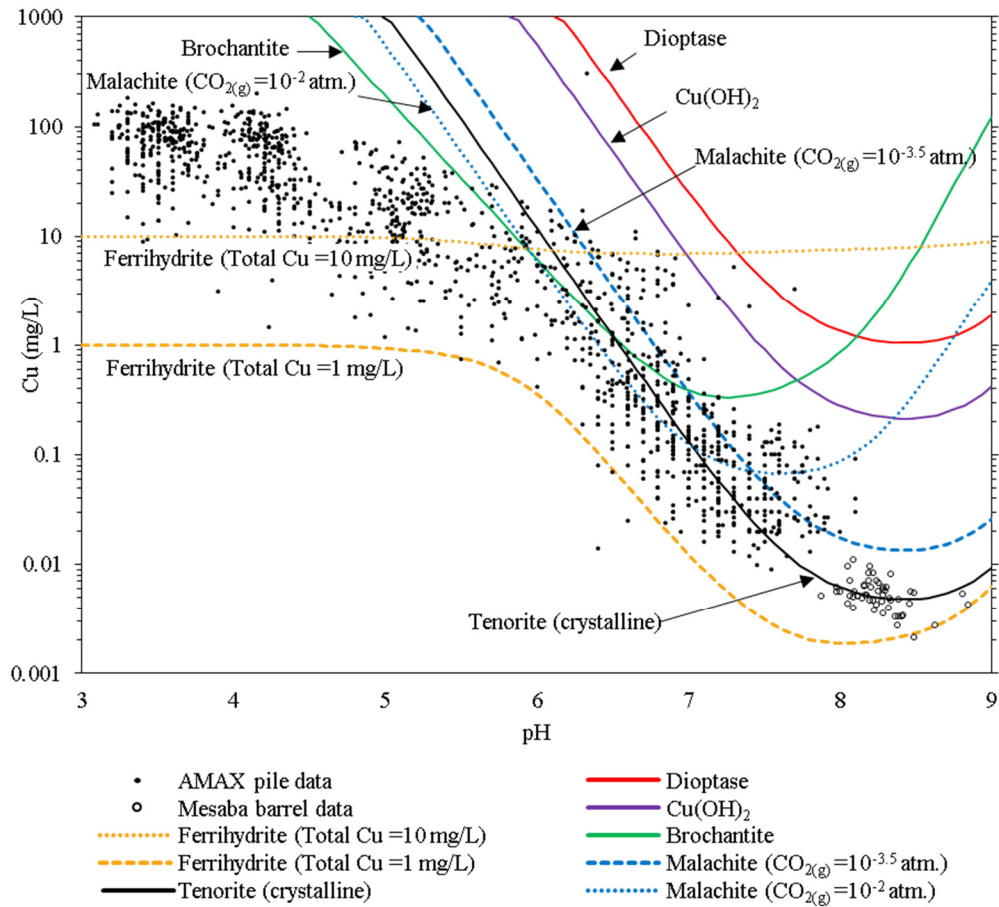 1000
100
10
1
0.1
0.01
0.001
Cu (mg/L)
Brochantite
Malachite (CO2(g) =10-2 atm.)
Dioptase
Cu(OH)2
Malachite (CO2(g) =10-3.5 atm.)
Ferrihydrite (Total Cu =10 mg/L)
Ferrihydrite (Total Cu =1 mg/L)
Tenorite (crystalline)
3 4 5 6 7 8 9
pH
AMAX pile data
Mesaba barrel data
Ferrihydrite (Total Cu =10 mg/L)
Ferrihydrite (Total Cu =1 mg/L)
Tenorite (crystalline)
Dioptase
Cu(OH)2
Brochantite
Malachite (CO2(g) =10-3.5 atm.)
Malachite (CO2(g) =10-2 atm.)